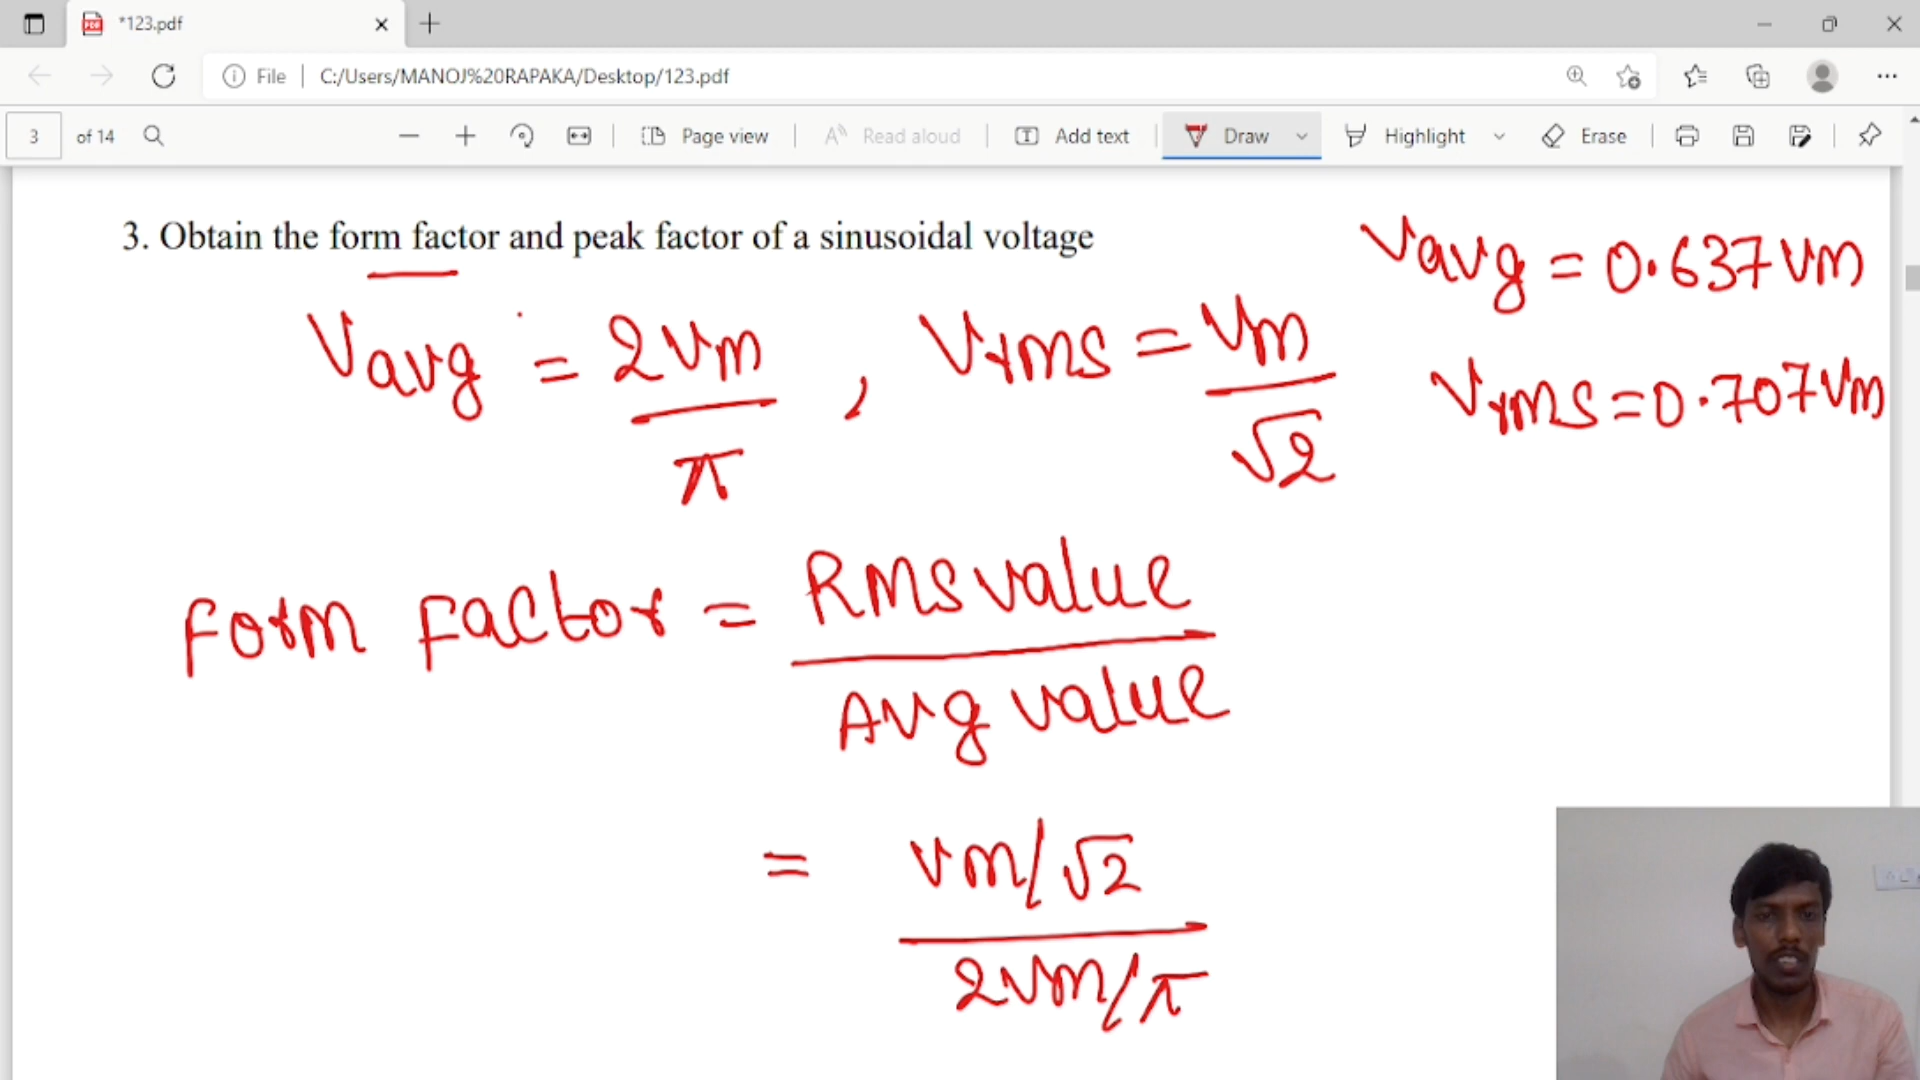 *123.pdf
File C:/Users/MANOJ%20RAPAKA/Desktop/123.pdf
3 of 14 Page view Read aloud Add text Draw Highlight Erase
3. Obtain the form factor and peak factor of a sinusoidal voltage
Vavg = 0.637 Vm
Vavg = 2Vm/π , Vrms = Vm/√2
Vrms = 0.707 Vm
Form Factor = RMS value / Avg value
= Vm/√2 / 2Vm/π